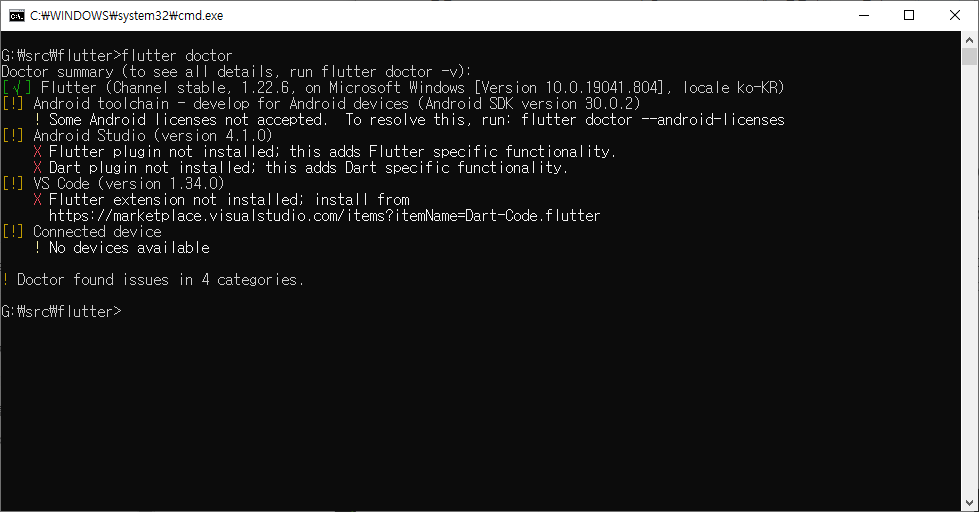 C:₩WINDOWS₩system32₩cmd.exe
G:₩src₩flutter>flutter doctor
Doctor summary (to see all details, run flutter doctor -v):
[√] Flutter (Channel stable, 1.22.6, on Microsoft Windows [Version 10.0.19041.804], locale ko-KR)
[!] Android toolchain - develop for Android devices (Android SDK version 30.0.2)
    ! Some Android licenses not accepted.  To resolve this, run: flutter doctor --android-licenses
[!] Android Studio (version 4.1.0)
    X Flutter plugin not installed; this adds Flutter specific functionality.
    X Dart plugin not installed; this adds Dart specific functionality.
[!] VS Code (version 1.34.0)
    X Flutter extension not installed; install from
      https://marketplace.visualstudio.com/items?itemName=Dart-Code.flutter
[!] Connected device
    ! No devices available
! Doctor found issues in 4 categories.
G:₩src₩flutter>